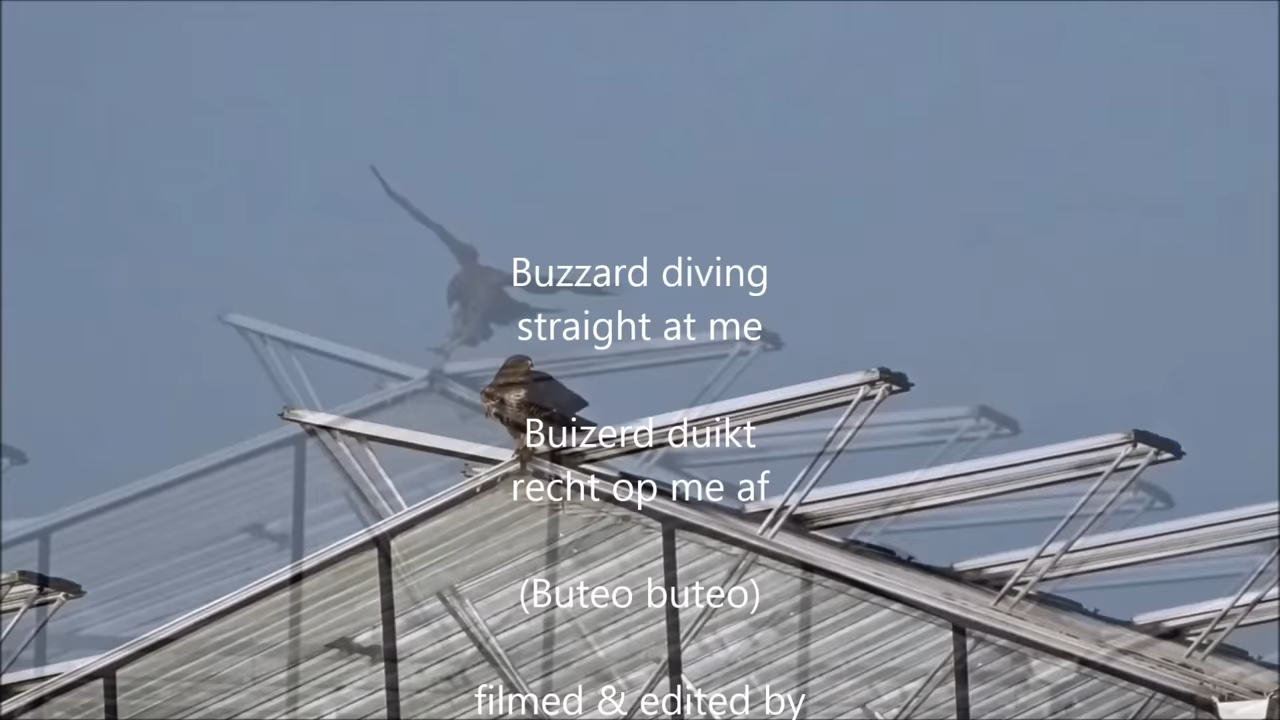 Buzzard diving
straight at me
Buizerd duikt
recht op me af
(Buteo buteo)
filmed & edited by